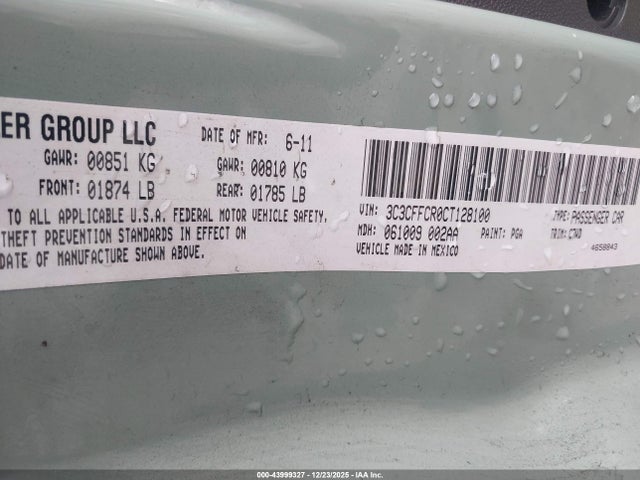 ER GROUP LLC
DATE OF MFR: 6-11
GAWR: 00851 KG GAWR: 00810 KG
FRONT: 01874 LB REAR: 01785 LB
TO ALL APPLICABLE U.S.A. FEDERAL MOTOR VEHICLE SAFETY,
THEFT PREVENTION STANDARDS IN EFFECT ON
DATE OF MANUFACTURE SHOWN ABOVE.
VIN: 3C3CFFCR0CT128100 TYPE: PASSENGER CAR
MDH: 061009 002AA PAINT: PGA TRIM: CTWD
VEHICLE MADE IN MEXICO 4658043
000-43999327 - 12/23/2025 - IAA Inc.